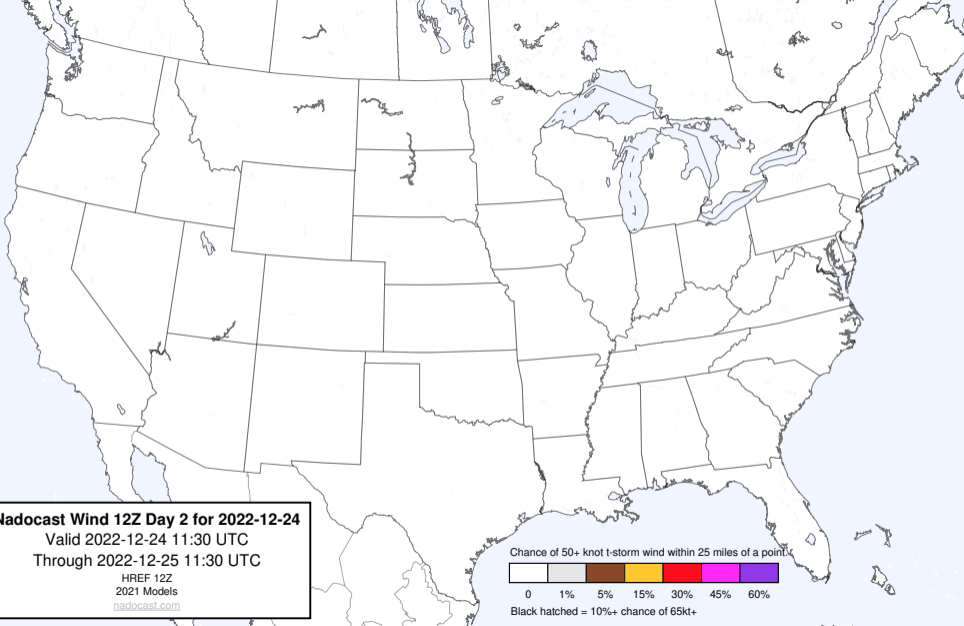 Nadocast Wind 12Z Day 2 for 2022-12-24
Valid 2022-12-24 11:30 UTC
Through 2022-12-25 11:30 UTC
HREF 12Z
2021 Models
nadocast.com
Chance of 50+ knot t-storm wind within 25 miles of a point.
0 1% 5% 15% 30% 45% 60%
Black hatched = 10%+ chance of 65kt+